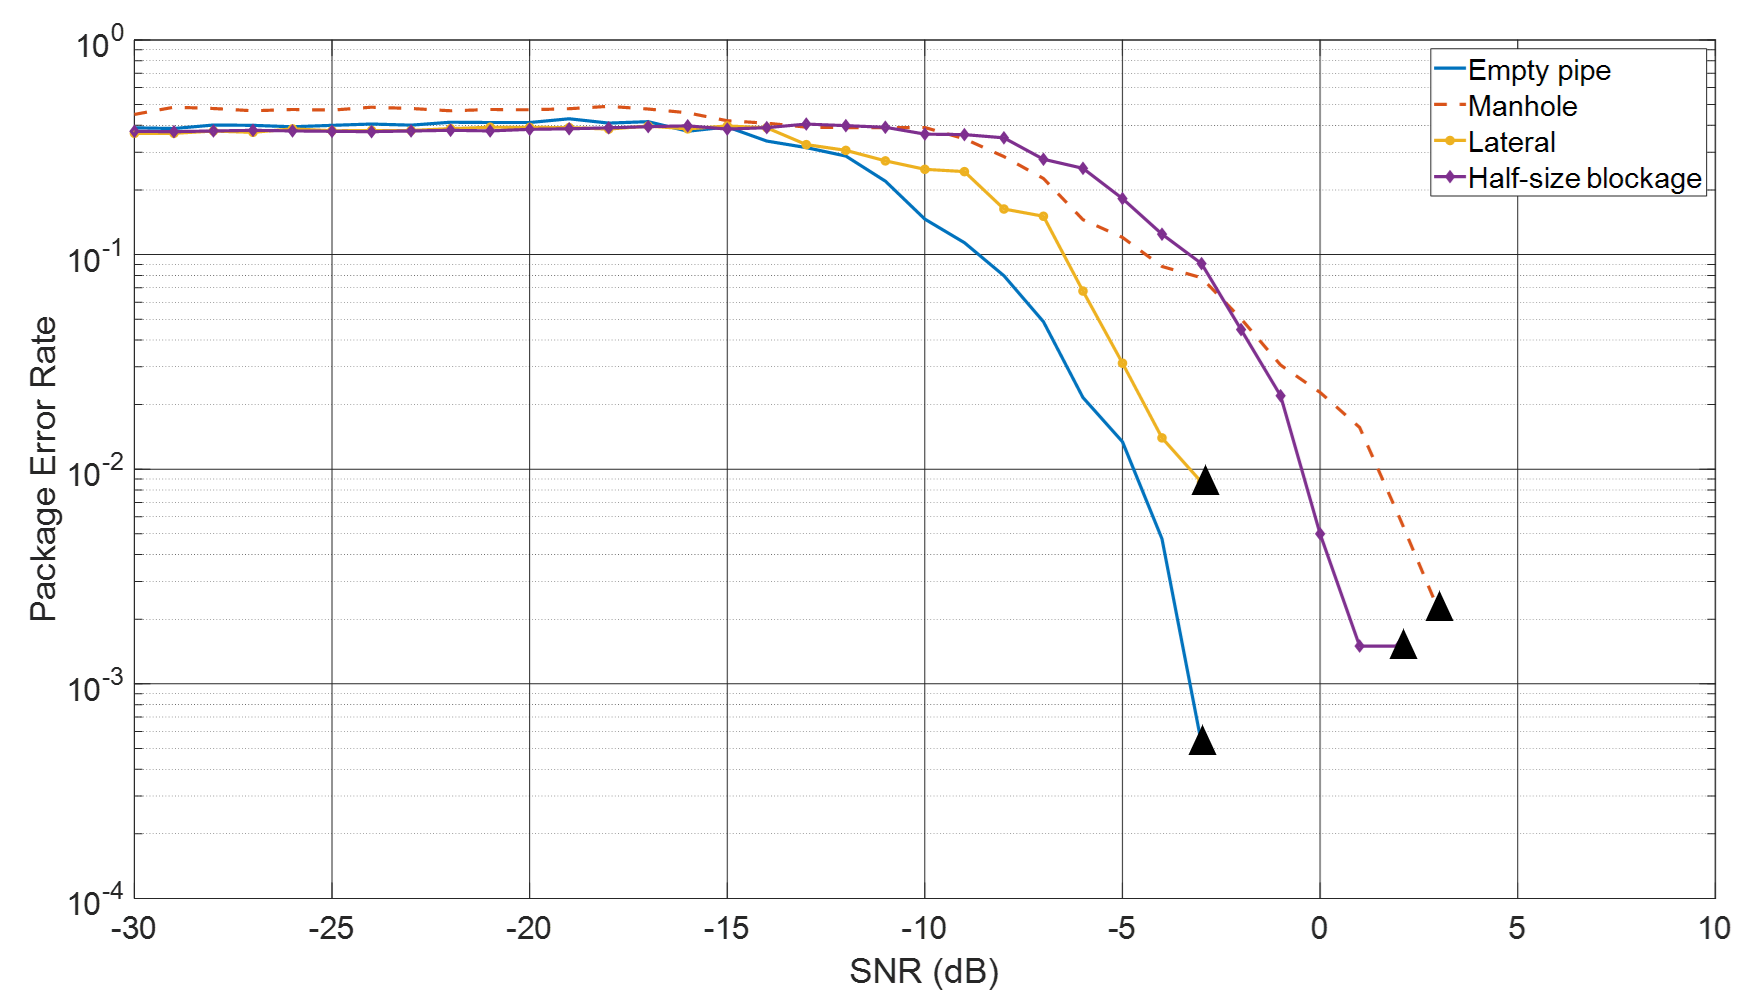 10^0
10^-1
10^-2
10^-3
10^-4
Package Error Rate
Empty pipe
Manhole
Lateral
Half-size blockage
-30 -25 -20 -15 -10 -5 0 5 10
SNR (dB)